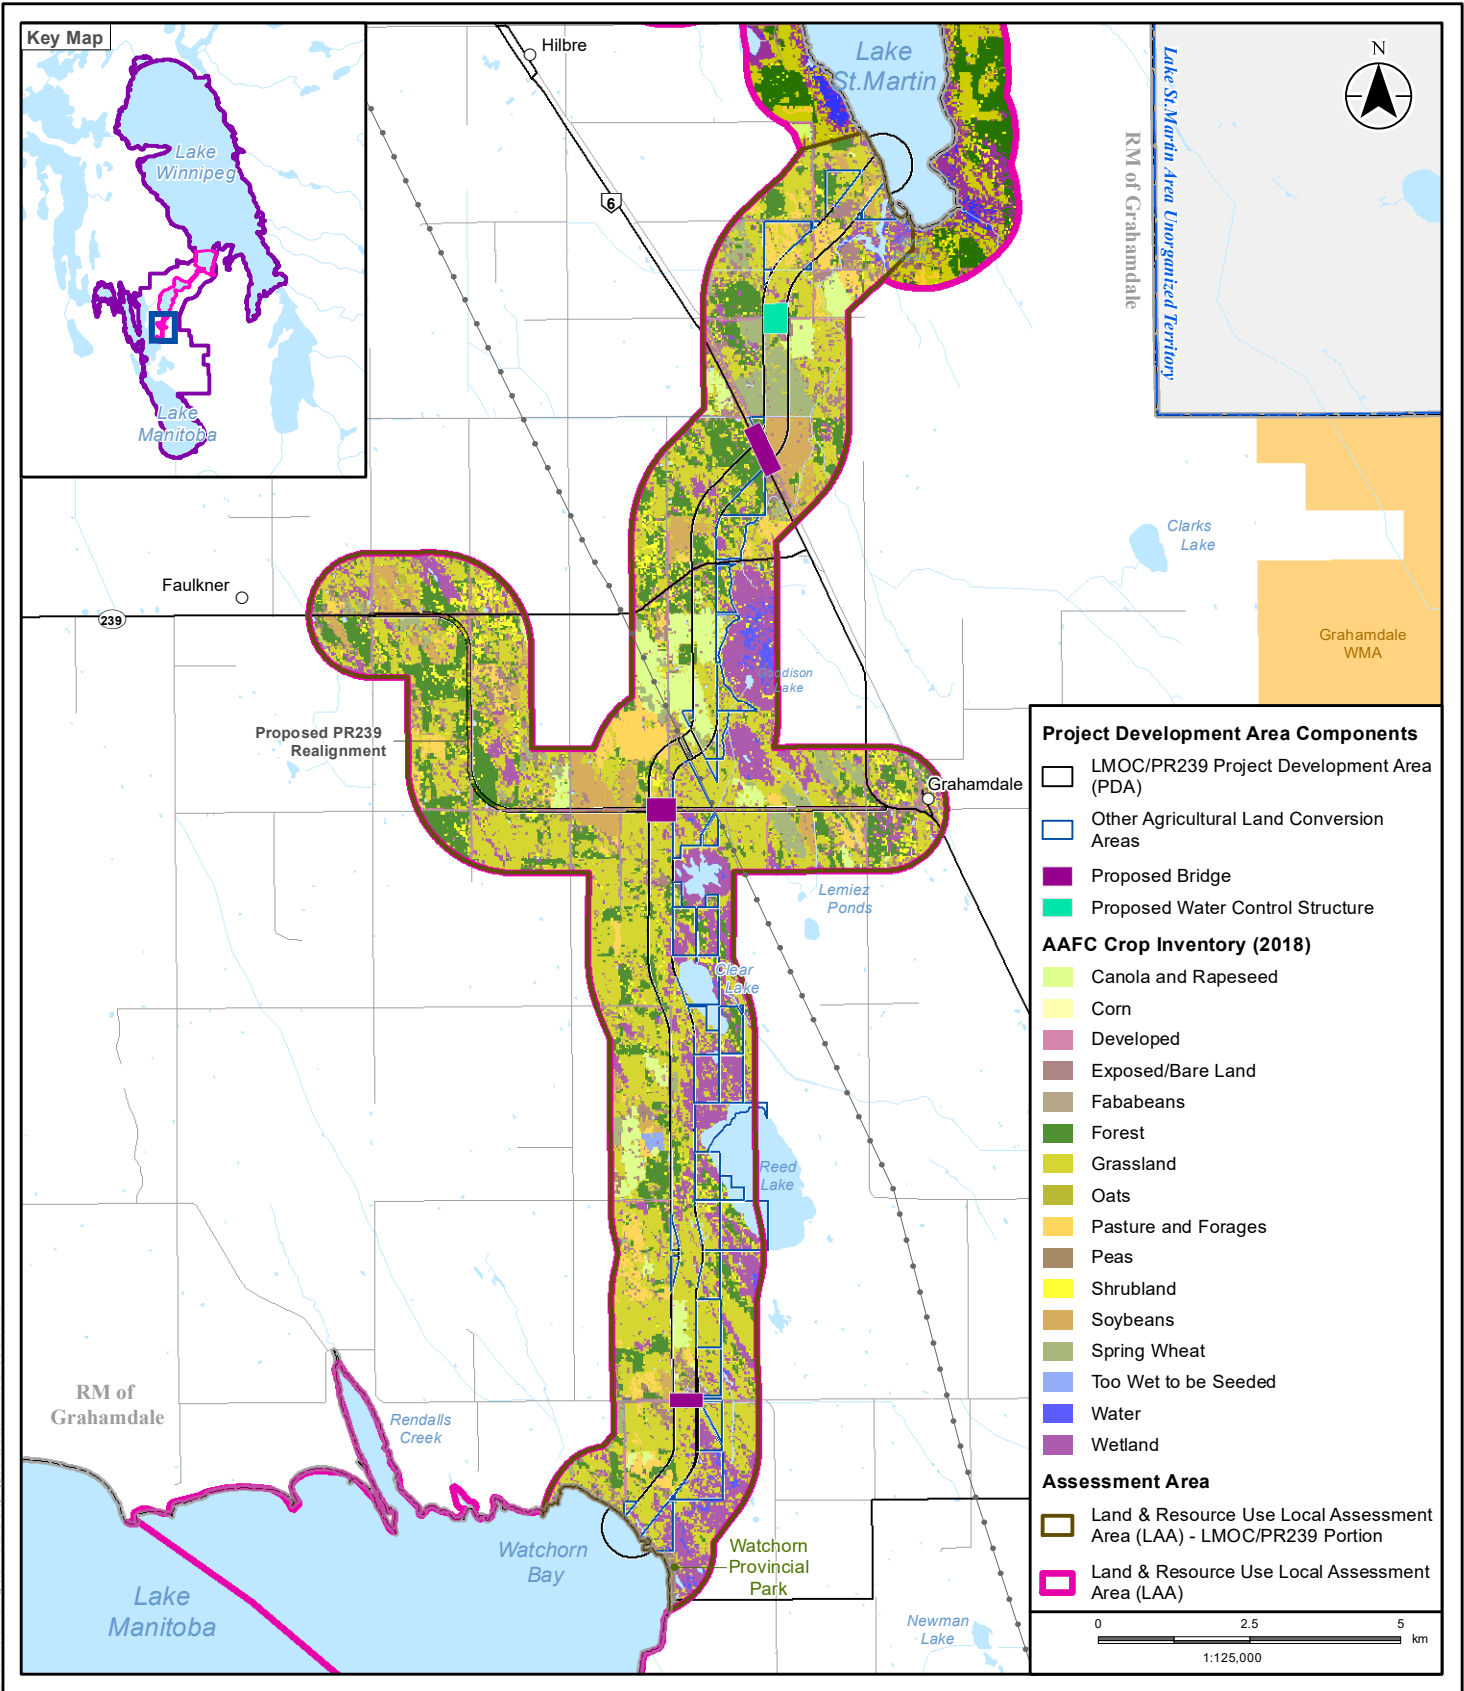 Key Map
Lake
Winnipeg
Lake
Manitoba
Hilbre
Lake
St.Martin
N
6
RM of Grahamdale
Lake St.Martin Area Unorganized Territory
Clarks
Lake
Faulkner
239
Grahamdale
WMA
Goodison
Lake
Proposed PR239
Realignment
Grahamdale
Lemiez
Ponds
Clear
Lake
Reed
Lake
RM of
Grahamdale
Rendalls
Creek
Watchorn
Bay
Watchorn
Provincial
Park
Lake
Manitoba
Newman
Lake
Project Development Area Components
LMOC/PR239 Project Development Area
(PDA)
Other Agricultural Land Conversion
Areas
Proposed Bridge
Proposed Water Control Structure
AAFC Crop Inventory (2018)
Canola and Rapeseed
Corn
Developed
Exposed/Bare Land
Fababeans
Forest
Grassland
Oats
Pasture and Forages
Peas
Shrubland
Soybeans
Spring Wheat
Too Wet to be Seeded
Water
Wetland
Assessment Area
Land & Resource Use Local Assessment
Area (LAA) - LMOC/PR239 Portion
Land & Resource Use Local Assessment
Area (LAA)
0 2.5 5
km
1:125,000